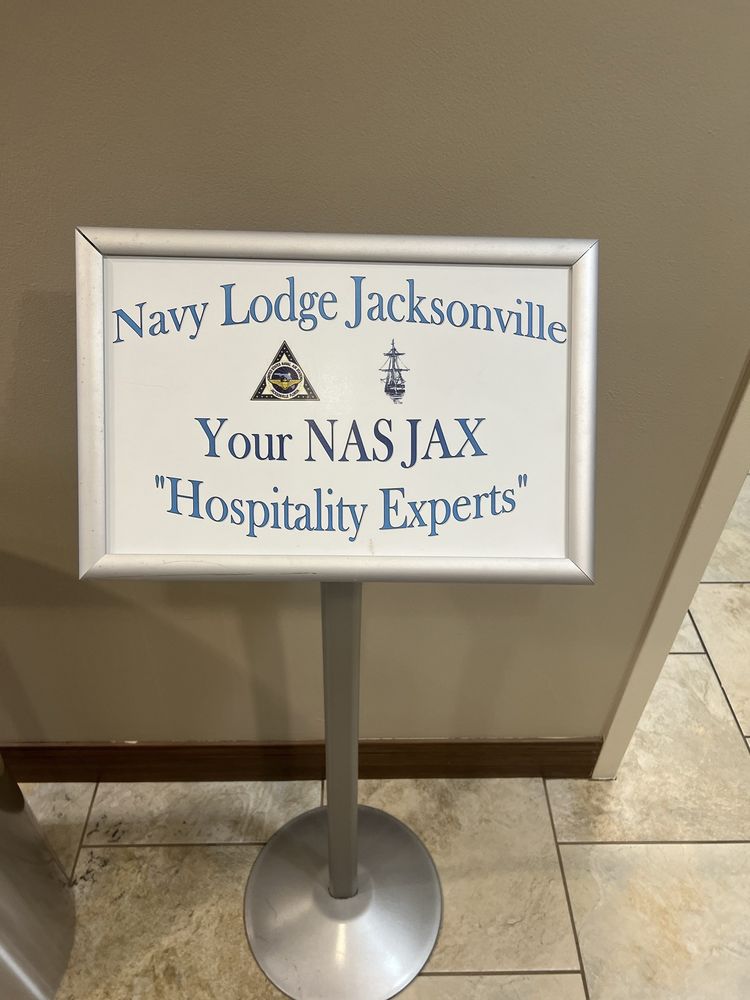 Navy Lodge Jacksonville
Your NAS JAX
"Hospitality Experts"